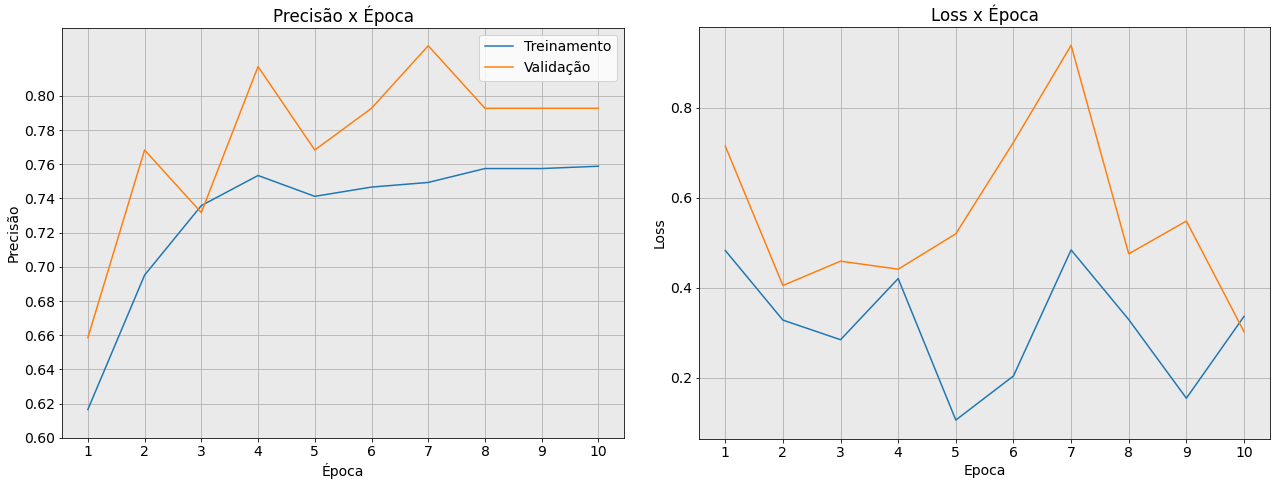 Precisão x Época
Treinamento
Validação
0.80
0.78
0.76
0.74
0.72
0.70
0.68
0.66
0.64
0.62
0.60
Precisão
1 2 3 4 5 6 7 8 9 10
Época
Loss x Época
0.8
0.6
0.4
0.2
Loss
1 2 3 4 5 6 7 8 9 10
Epoca